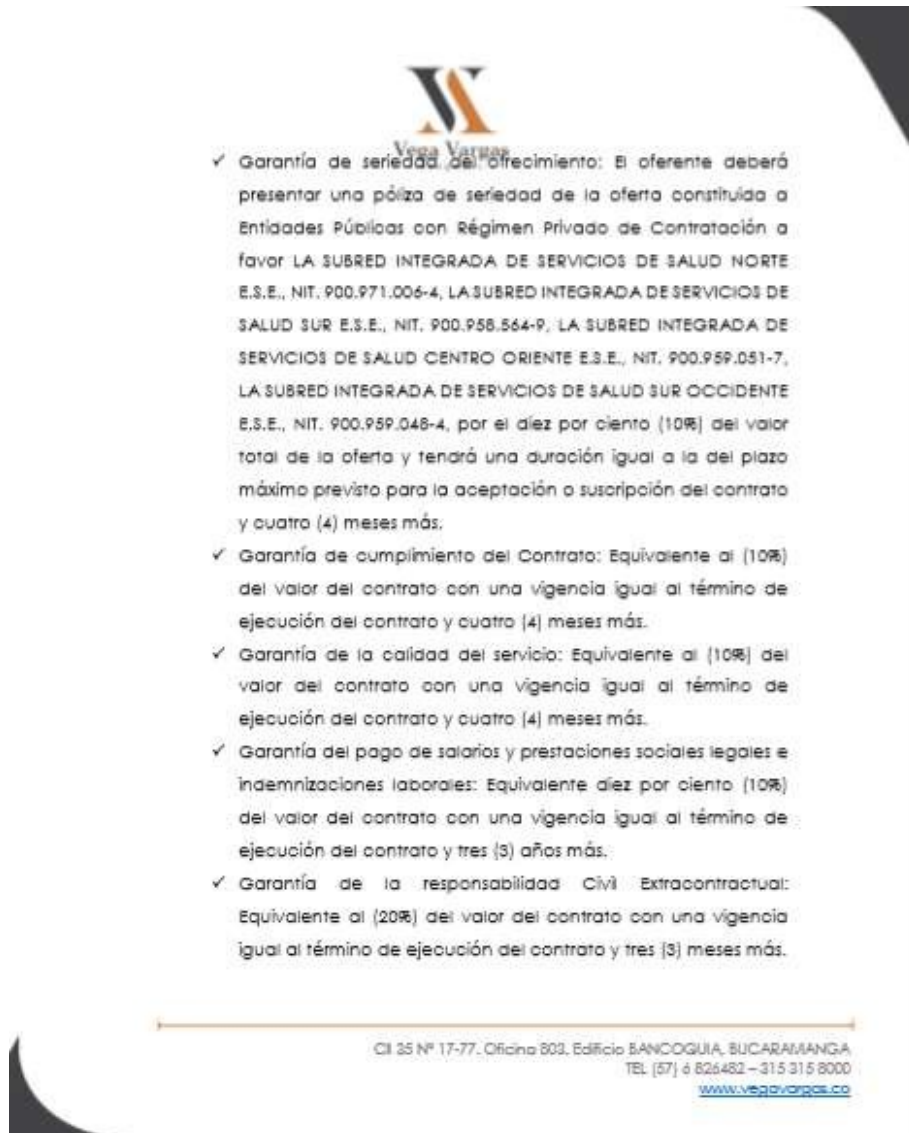 Vega Vargas
✓ Garantía de seriedad del ofrecimiento: El oferente deberá
presentar una póliza de seriedad de la oferta constituida a
Entidades Públicas con Régimen Privado de Contratación a
favor LA SUBRED INTEGRADA DE SERVICIOS DE SALUD NORTE
E.S.E., NIT. 900.971.006-4, LA SUBRED INTEGRADA DE SERVICIOS DE
SALUD SUR E.S.E., NIT. 900.958.564-9, LA SUBRED INTEGRADA DE
SERVICIOS DE SALUD CENTRO ORIENTE E.S.E., NIT. 900.959.051-7,
LA SUBRED INTEGRADA DE SERVICIOS DE SALUD SUR OCCIDENTE
E.S.E., NIT. 900.959.048-4, por el diez por ciento (10%) del valor
total de la oferta y tendrá una duración igual a la del plazo
máximo previsto para la aceptación o suscripción del contrato
y cuatro (4) meses más.
✓ Garantía de cumplimiento del Contrato: Equivalente al (10%)
del valor del contrato con una vigencia igual al término de
ejecución del contrato y cuatro (4) meses más.
✓ Garantía de la calidad del servicio: Equivalente al (10%) del
valor del contrato con una vigencia igual al término de
ejecución del contrato y cuatro (4) meses más.
✓ Garantía del pago de salarios y prestaciones sociales legales e
indemnizaciones laborales: Equivalente diez por ciento (10%)
del valor del contrato con una vigencia igual al término de
ejecución del contrato y tres (3) años más.
✓ Garantía de la responsabilidad Civil Extracontractual:
Equivalente al (20%) del valor del contrato con una vigencia
igual al término de ejecución del contrato y tres (3) meses más.
Cll 35 Nº 17-77. Oficina 803. Edificio BANCOQUIA, BUCARAMANGA
TEL (57) 6 826482 – 315 315 8000
www.vegavargas.co